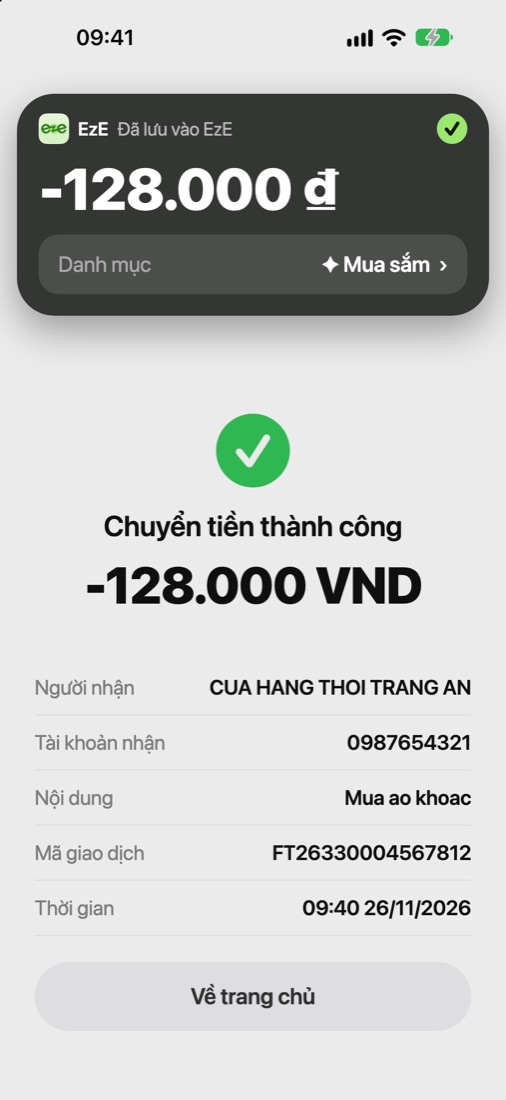 09:41
eze EzE Đã lưu vào EzE
-128.000 đ
Danh mục Mua sắm ›
Chuyển tiền thành công
-128.000 VND
Người nhận CUA HANG THOI TRANG AN
Tài khoản nhận 0987654321
Nội dung Mua ao khoac
Mã giao dịch FT26330004567812
Thời gian 09:40 26/11/2026
Về trang chủ